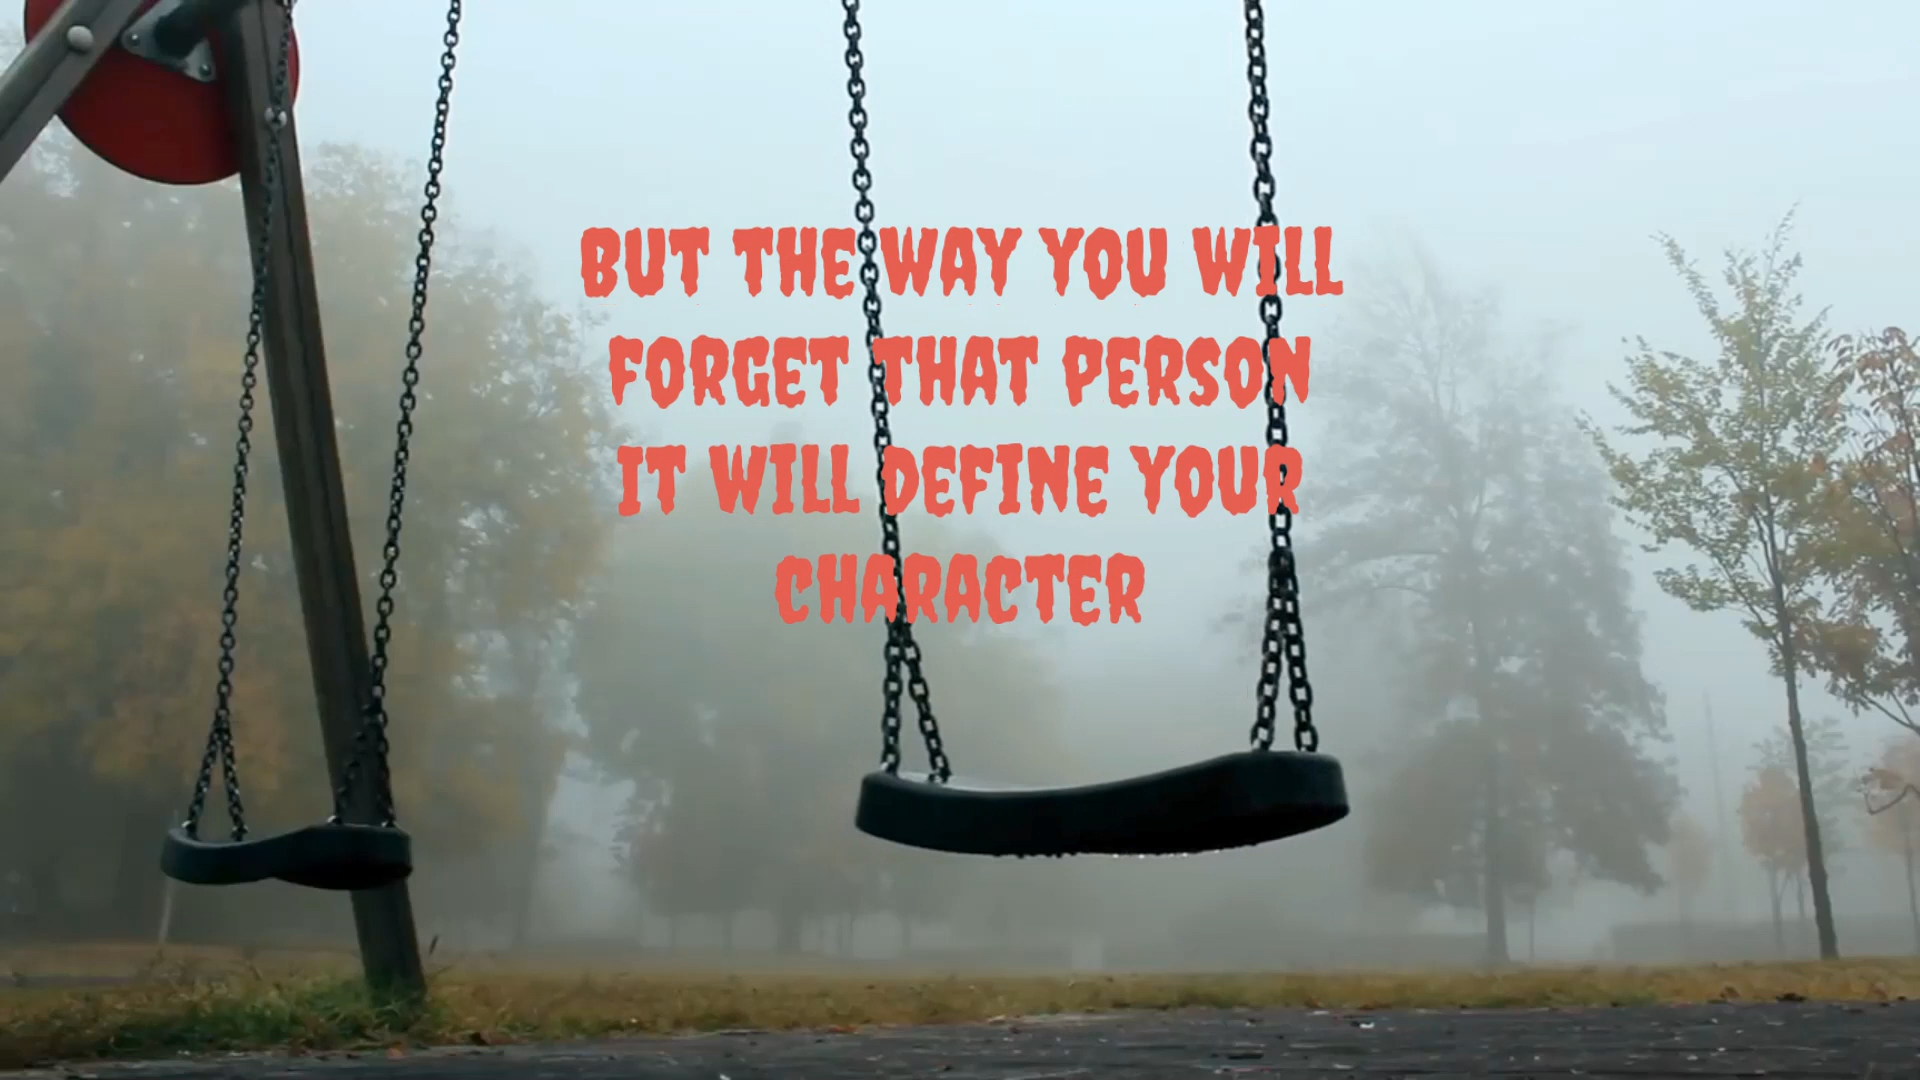 BUT THE WAY YOU WILL
FORGET THAT PERSON
IT WILL DEFINE YOUR
CHARACTER